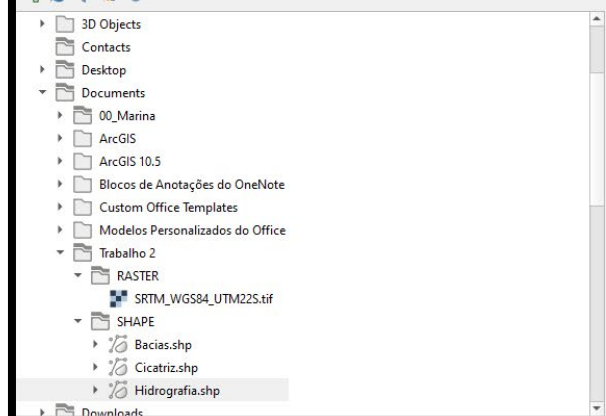 3D Objects
Contacts
Desktop
Documents
00_Marina
ArcGIS
ArcGIS 10.5
Blocos de Anotações do OneNote
Custom Office Templates
Modelos Personalizados do Office
Trabalho 2
RASTER
SRTM_WGS84_UTM22S.tif
SHAPE
Bacias.shp
Cicatriz.shp
Hidrografia.shp
Downloads